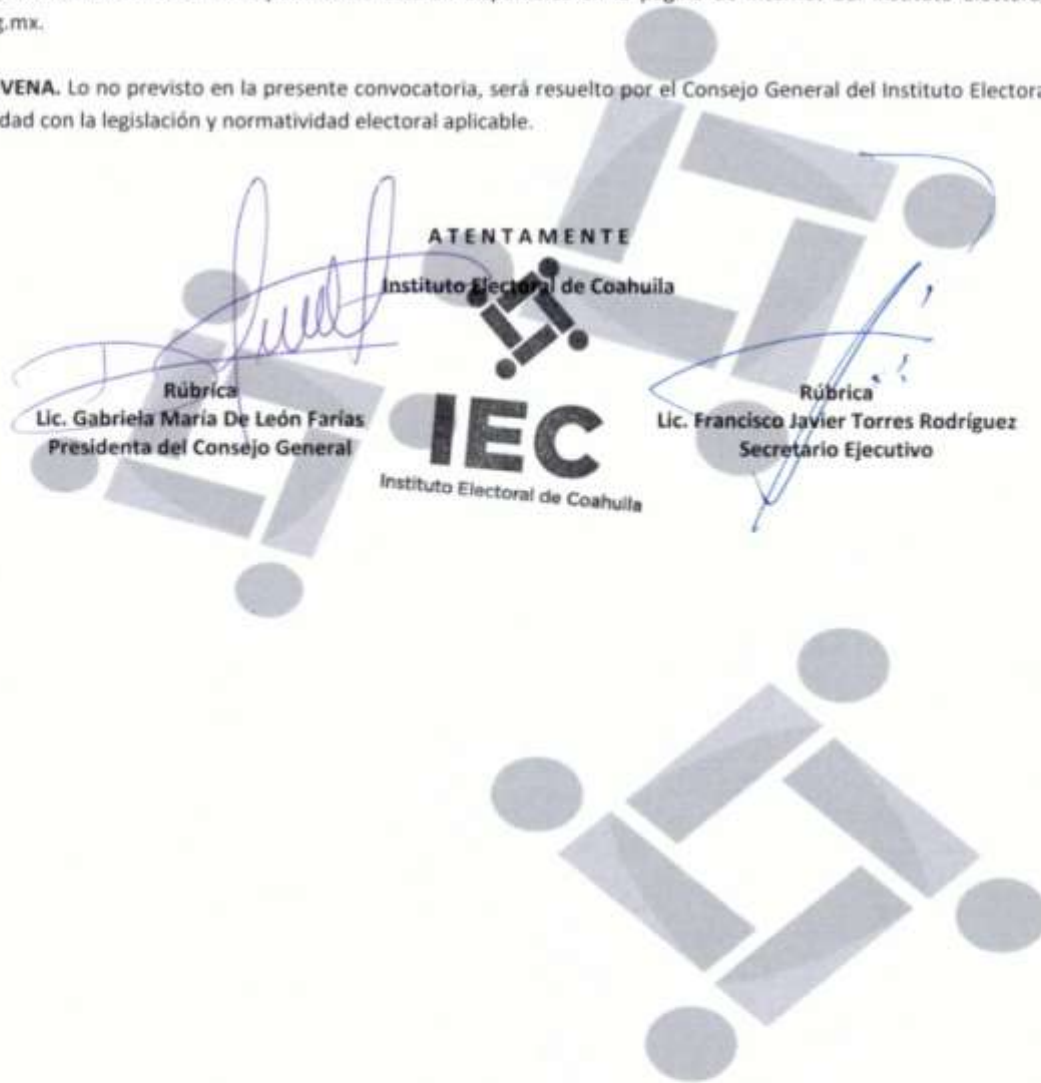 g.mx.
VENA. Lo no previsto en la presente convocatoria, será resuelto por el Consejo General del Instituto Electora
dad con la legislación y normatividad electoral aplicable.
ATENTAMENTE
Instituto Electoral de Coahuila
Rúbrica
Lic. Gabriela María De León Farías
Presidenta del Consejo General
IEC
Instituto Electoral de Coahuila
Rúbrica
Lic. Francisco Javier Torres Rodríguez
Secretario Ejecutivo